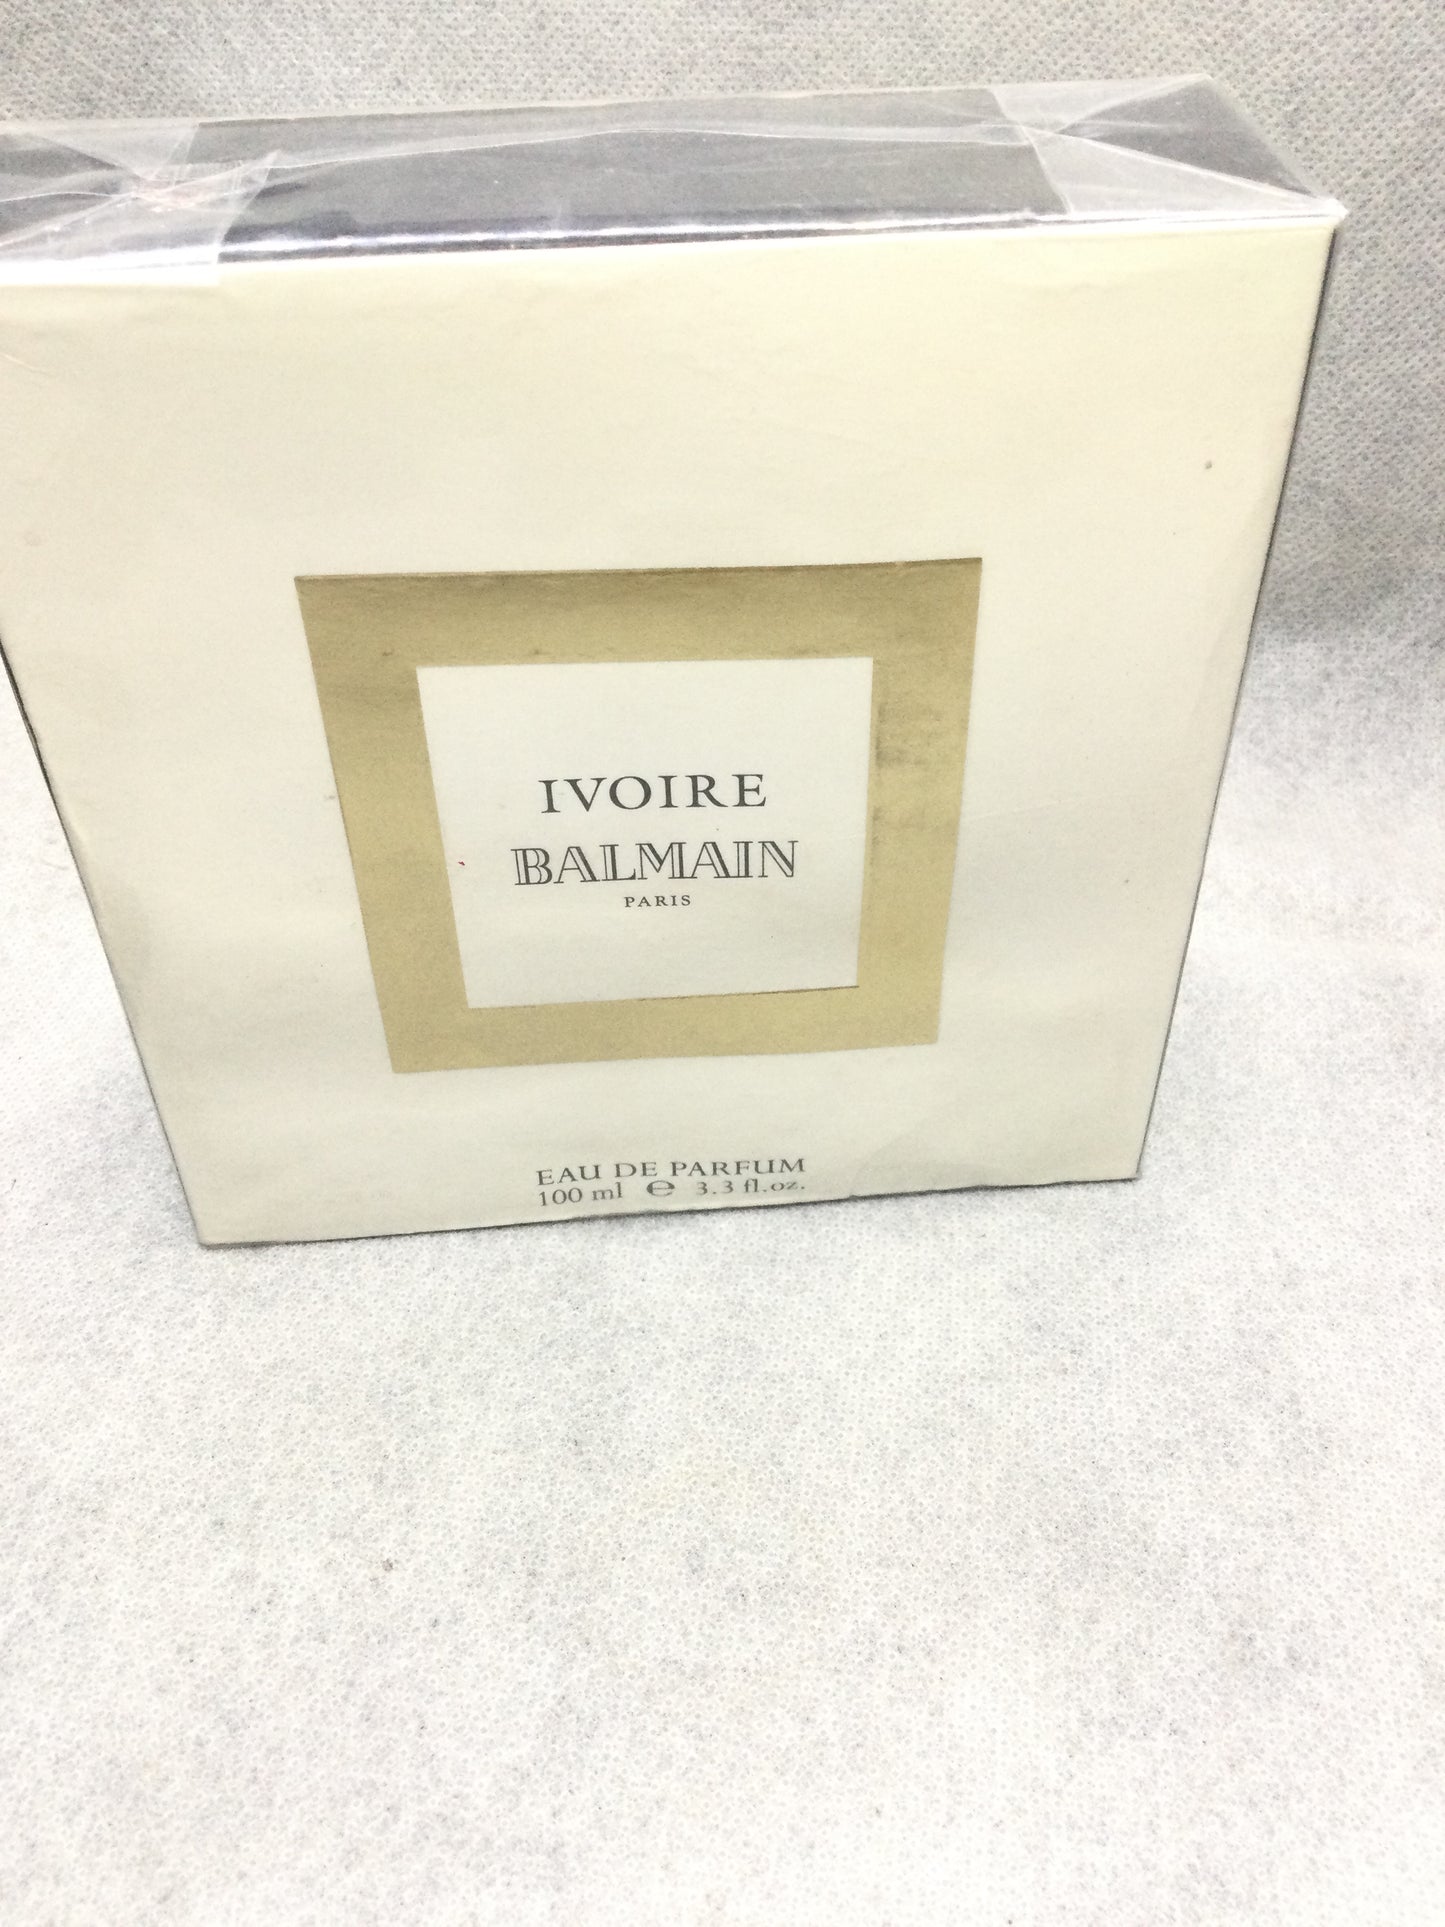 IVOIRE
BALMAIN
PARIS
EAU DE PARFUM
100 ml ℮ 3.3 fl.oz.